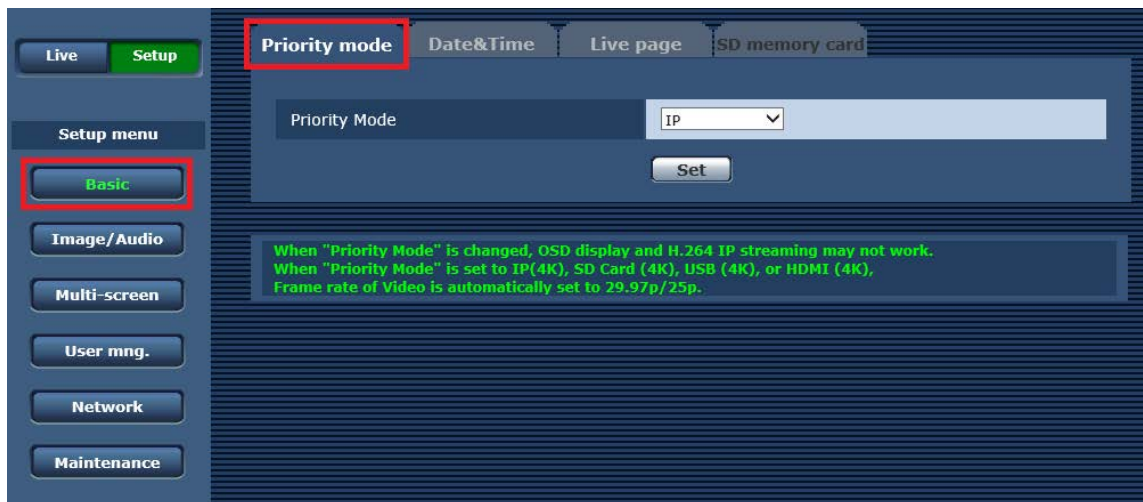 Live
Setup
Setup menu
Basic
Image/Audio
Multi-screen
User mng.
Network
Maintenance
Priority mode
Date&Time
Live page
SD memory card
Priority Mode
IP
Set
When "Priority Mode" is changed, OSD display and H.264 IP streaming may not work.
When "Priority Mode" is set to IP(4K), SD Card (4K), USB (4K), or HDMI (4K),
Frame rate of Video is automatically set to 29.97p/25p.